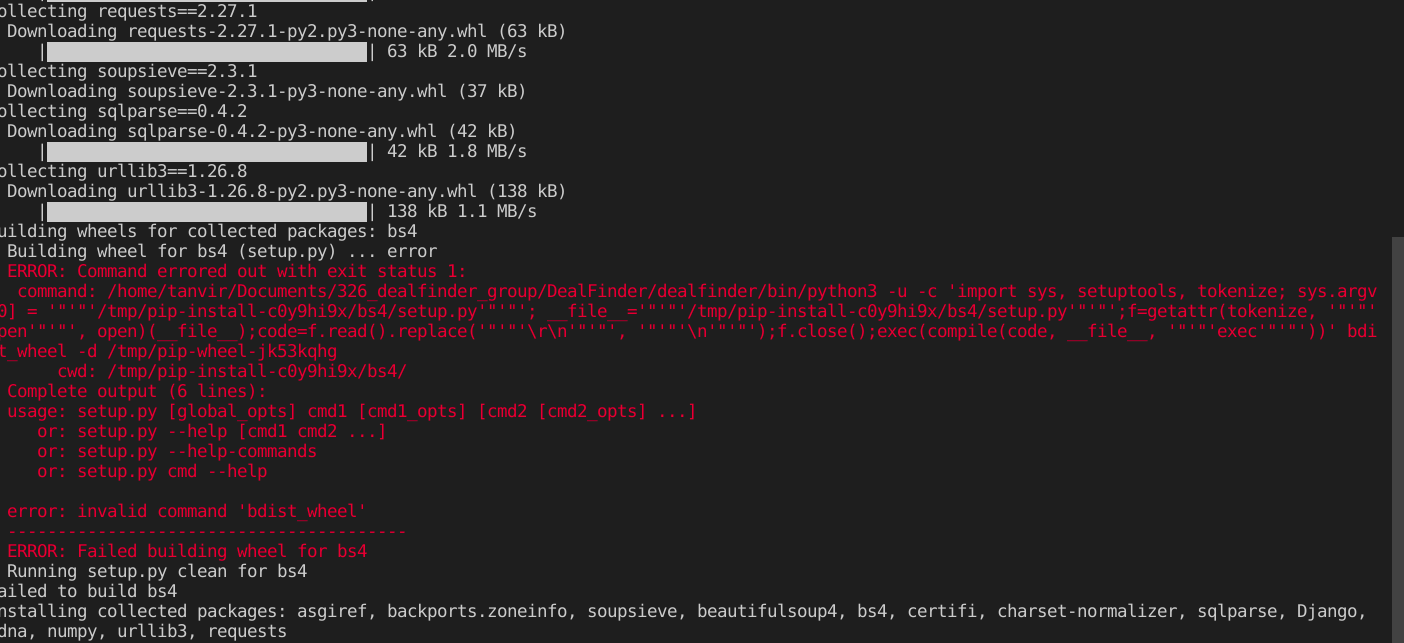 ollecting requests==2.27.1
Downloading requests-2.27.1-py2.py3-none-any.whl (63 kB)
| | 63 kB 2.0 MB/s
ollecting soupsieve==2.3.1
Downloading soupsieve-2.3.1-py3-none-any.whl (37 kB)
ollecting sqlparse==0.4.2
Downloading sqlparse-0.4.2-py3-none-any.whl (42 kB)
| | 42 kB 1.8 MB/s
ollecting urllib3==1.26.8
Downloading urllib3-1.26.8-py2.py3-none-any.whl (138 kB)
| | 138 kB 1.1 MB/s
uilding wheels for collected packages: bs4
Building wheel for bs4 (setup.py) ... error
ERROR: Command errored out with exit status 1:
command: /home/tanvir/Documents/326_dealfinder_group/DealFinder/dealfinder/bin/python3 -u -c 'import sys, setuptools, tokenize; sys.argv
0] = '"'"'/tmp/pip-install-c0y9hi9x/bs4/setup.py'"'"'; __file__='"'"'/tmp/pip-install-c0y9hi9x/bs4/setup.py'"'"';f=getattr(tokenize, '"'"'
pen'"'"', open)(__file__);code=f.read().replace('"'"'\r\n'"'"', '"'"'\n'"'"');f.close();exec(compile(code, __file__, '"'"'exec'"'"'))' bdi
t_wheel -d /tmp/pip-wheel-jk53kqhg
cwd: /tmp/pip-install-c0y9hi9x/bs4/
Complete output (6 lines):
usage: setup.py [global_opts] cmd1 [cmd1_opts] [cmd2 [cmd2_opts] ...]
or: setup.py --help [cmd1 cmd2 ...]
or: setup.py --help-commands
or: setup.py cmd --help
error: invalid command 'bdist_wheel'
----------------------------------------
ERROR: Failed building wheel for bs4
Running setup.py clean for bs4
ailed to build bs4
nstalling collected packages: asgiref, backports.zoneinfo, soupsieve, beautifulsoup4, bs4, certifi, charset-normalizer, sqlparse, Django,
dna, numpy, urllib3, requests